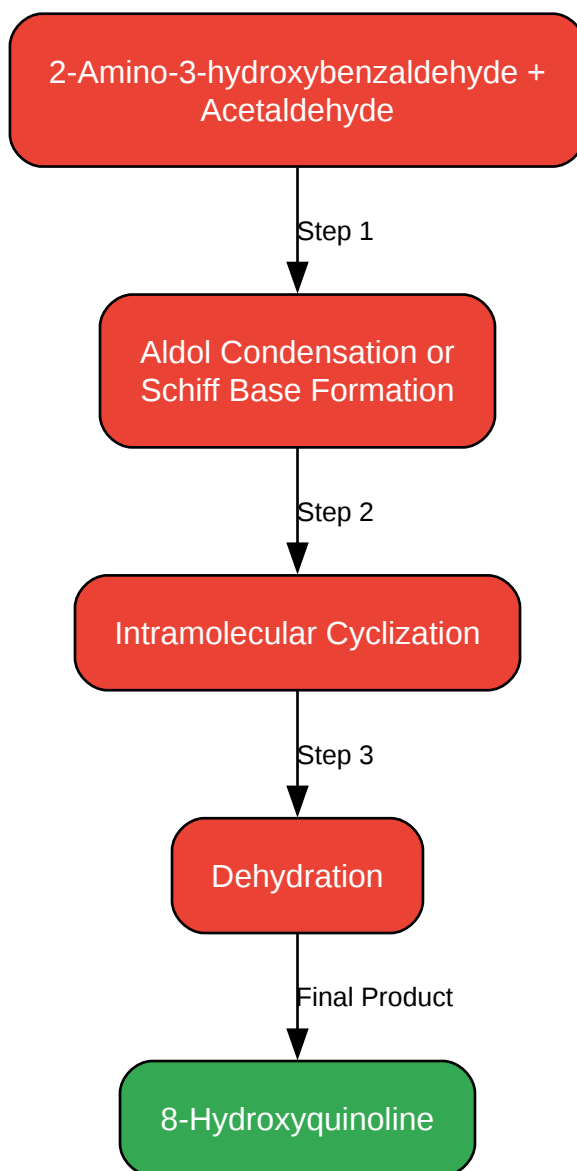 2-Amino-3-hydroxybenzaldehyde +
Acetaldehyde
Step 1
Aldol Condensation or
Schiff Base Formation
Step 2
Intramolecular Cyclization
Step 3
Dehydration
Final Product
8-Hydroxyquinoline